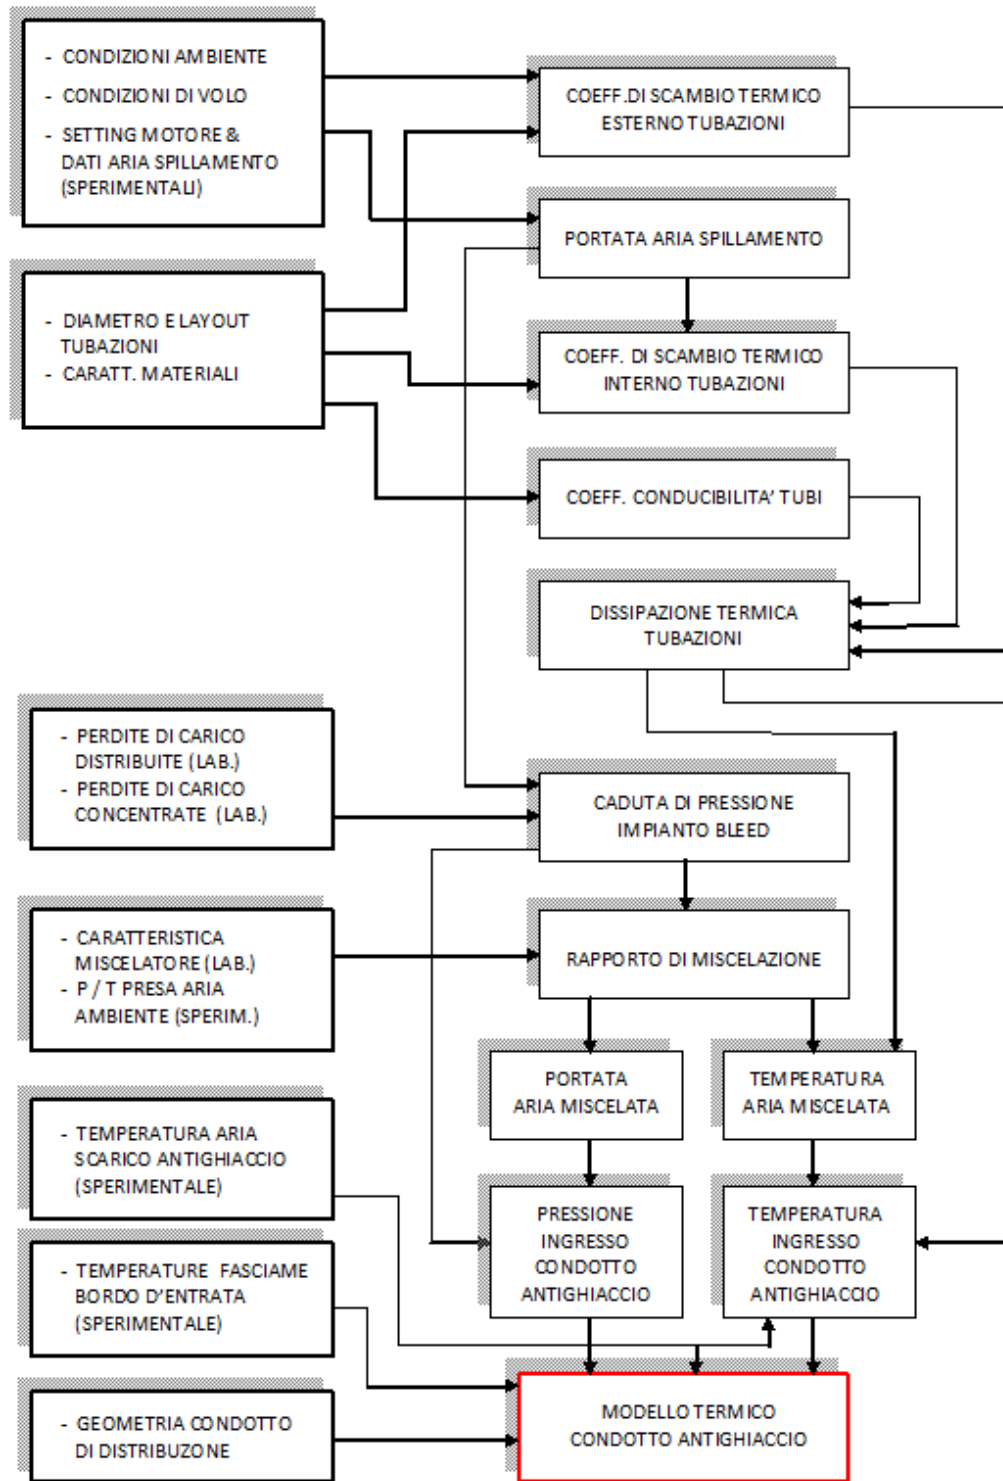 - CONDIZIONI AMBIENTE
- CONDIZIONI DI VOLO
- SETTING MOTORE &
DATI ARIA SPILLAMENTO
(SPERIMENTALI)
COEFF.DI SCAMBIO TERMICO
ESTERNO TUBAZIONI
PORTATA ARIA SPILLAMENTO
- DIAMETRO E LAYOUT
TUBAZIONI
- CARATT. MATERIALI
COEFF. DI SCAMBIO TERMICO
INTERNO TUBAZIONI
COEFF. CONDUCIBILITA' TUBI
DISSIPAZIONE TERMICA
TUBAZIONI
- PERDITE DI CARICO
DISTRIBUITE (LAB.)
- PERDITE DI CARICO
CONCENTRATE (LAB.)
CADUTA DI PRESSIONE
IMPIANTO BLEED
- CARATTERISTICA
MISCELATORE (LAB.)
- P / T PRESA ARIA
AMBIENTE (SPERIM.)
RAPPORTO DI MISCELAZIONE
PORTATA
ARIA MISCELATA
TEMPERATURA
ARIA MISCELATA
- TEMPERATURA ARIA
SCARICO ANTIGHIACCIO
(SPERIMENTALE)
PRESSIONE
INGRESSO
CONDOTTO
ANTIGHIACCIO
TEMPERATURA
INGRESSO
CONDOTTO
ANTIGHIACCIO
- TEMPERATURE FASCIAME
BORDO D'ENTRATA
(SPERIMENTALE)
- GEOMETRIA CONDOTTO
DI DISTRIBUZONE
MODELLO TERMICO
CONDOTTO ANTIGHIACCIO